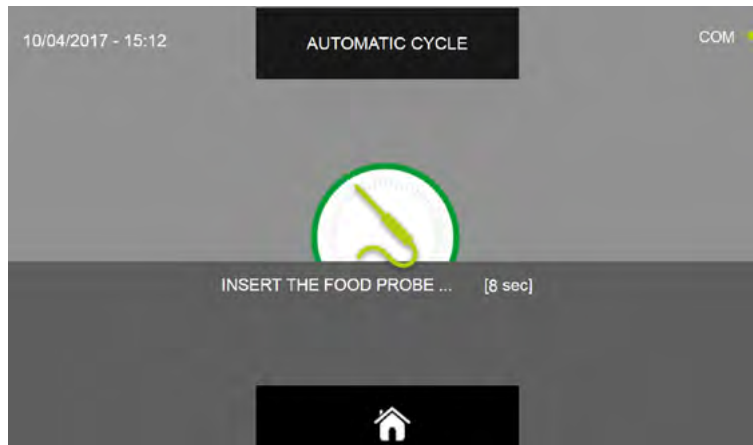 10/04/2017 - 15:12
AUTOMATIC CYCLE
COM
INSERT THE FOOD PROBE ... [8 sec]